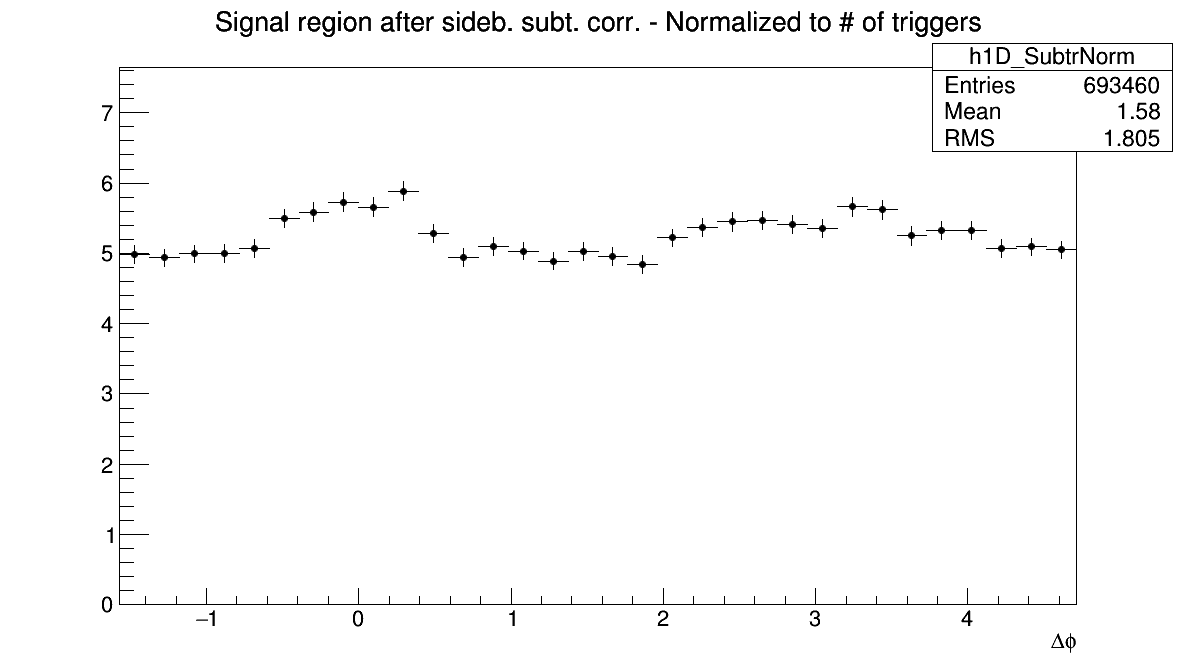 Signal region after sideb. subt. corr. - Normalized to # of triggers
h1D_SubtrNorm
Entries 693460
Mean 1.58
RMS 1.805
7
6
5
4
3
2
1
0
−1 0 1 2 3 4
Δϕ